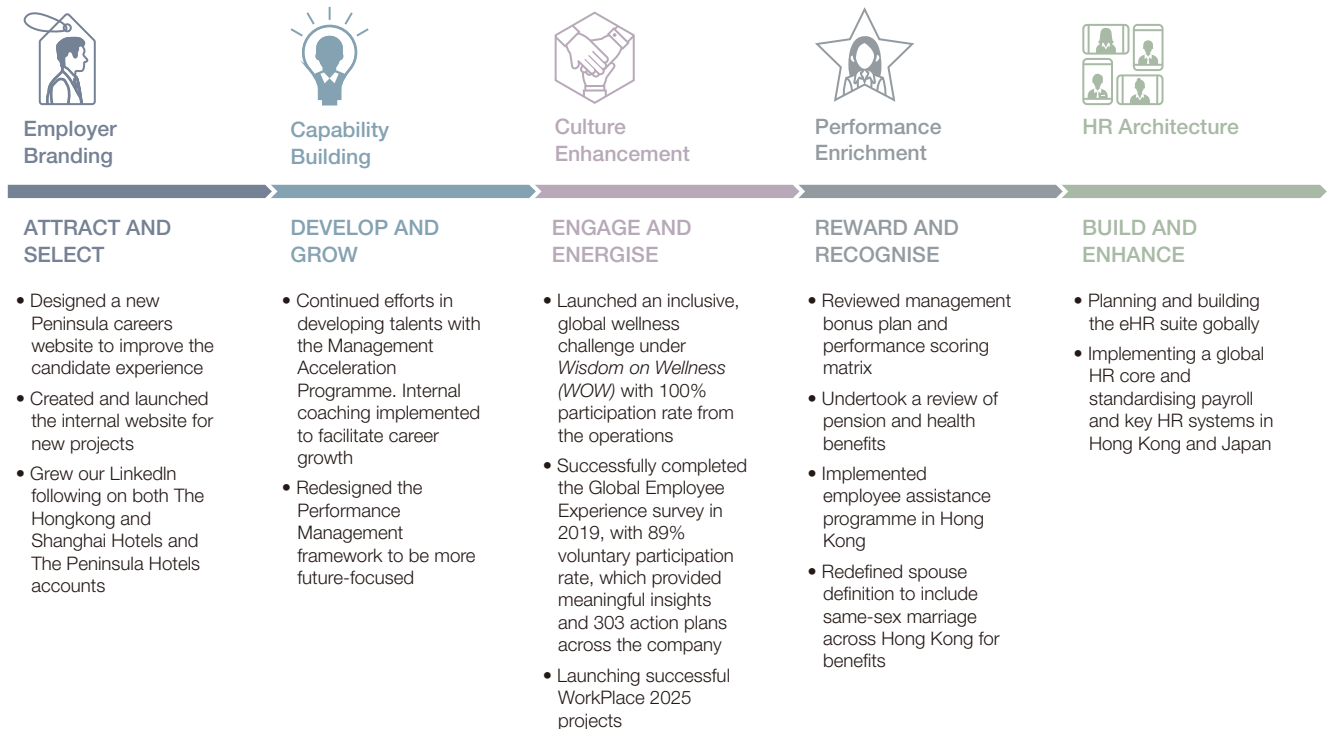 Employer
Branding
ATTRACT AND
SELECT
• Designed a new
Peninsula careers
website to improve the
candidate experience
• Created and launched
the internal website for
new projects
• Grew our LinkedIn
following on both The
Hongkong and
Shanghai Hotels and
The Peninsula Hotels
accounts
Capability
Building
DEVELOP AND
GROW
• Continued efforts in
developing talents with
the Management
Acceleration
Programme. Internal
coaching implemented
to facilitate career
growth
• Redesigned the
Performance
Management
framework to be more
future-focused
Culture
Enhancement
ENGAGE AND
ENERGISE
• Launched an inclusive,
global wellness
challenge under
Wisdom on Wellness
(WOW) with 100%
participation rate from
the operations
• Successfully completed
the Global Employee
Experience survey in
2019, with 89%
voluntary participation
rate, which provided
meaningful insights
and 303 action plans
across the company
• Launching successful
WorkPlace 2025
projects
Performance
Enrichment
REWARD AND
RECOGNISE
• Reviewed management
bonus plan and
performance scoring
matrix
• Undertook a review of
pension and health
benefits
• Implemented
employee assistance
programme in Hong
Kong
• Redefined spouse
definition to include
same-sex marriage
across Hong Kong for
benefits
HR Architecture
BUILD AND
ENHANCE
• Planning and building
the eHR suite gobally
• Implementing a global
HR core and
standardising payroll
and key HR systems in
Hong Kong and Japan